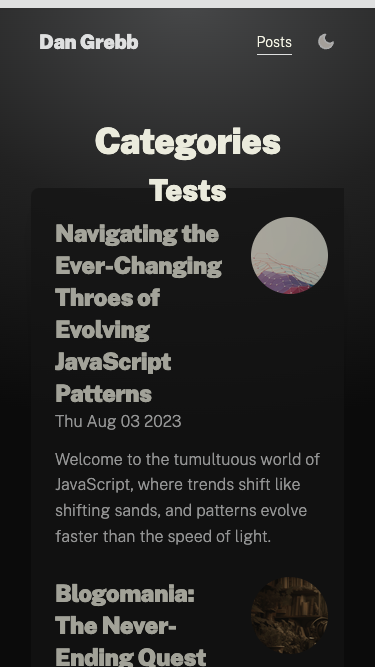 Dan Grebb
Posts
Categories
Tests
Navigating the
Ever-Changing
Throes of
Evolving
JavaScript
Patterns
Thu Aug 03 2023
Welcome to the tumultuous world of
JavaScript, where trends shift like
shifting sands, and patterns evolve
faster than the speed of light.
Blogomania:
The Never-
Ending Quest